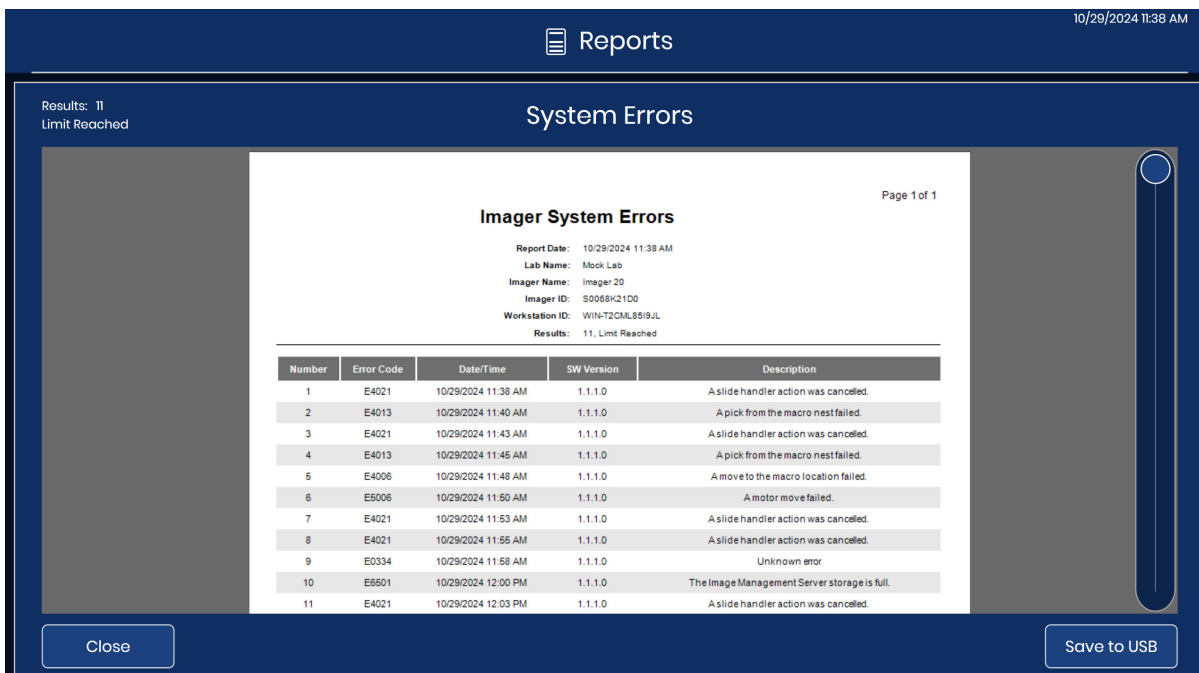 10/29/2024 11:38 AM
Reports
Results: 11
Limit Reached
System Errors
Page 1 of 1
Imager System Errors
Report Date: 10/29/2024 11:38 AM
Lab Name: Mock Lab
Imager Name: Imager 20
Imager ID: S0068K21D0
Workstation ID: WIN-T2CML85I9JL
Results: 11, Limit Reached
Number Error Code Date/Time SW Version Description
1 E4021 10/29/2024 11:38 AM 1.1.1.0 A slide handler action was cancelled.
2 E4013 10/29/2024 11:40 AM 1.1.1.0 A pick from the macro nest failed.
3 E4021 10/29/2024 11:43 AM 1.1.1.0 A slide handler action was cancelled.
4 E4013 10/29/2024 11:45 AM 1.1.1.0 A pick from the macro nest failed.
5 E4006 10/29/2024 11:48 AM 1.1.1.0 A move to the macro location failed.
6 E5006 10/29/2024 11:50 AM 1.1.1.0 A motor move failed.
7 E4021 10/29/2024 11:53 AM 1.1.1.0 A slide handler action was cancelled.
8 E4021 10/29/2024 11:55 AM 1.1.1.0 A slide handler action was cancelled.
9 E0334 10/29/2024 11:58 AM 1.1.1.0 Unknown error
10 E6501 10/29/2024 12:00 PM 1.1.1.0 The Image Management Server storage is full.
11 E4021 10/29/2024 12:03 PM 1.1.1.0 A slide handler action was cancelled.
Close Save to USB